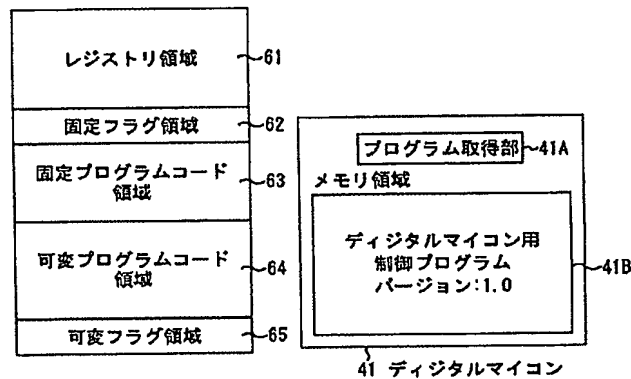 レジストリ領域
61
固定フラグ領域
62
固定プログラムコード
領域
63
可変プログラムコード
領域
64
可変フラグ領域
65
プログラム取得部
41A
メモリ領域
ディジタルマイコン用
制御プログラム
バージョン:1.0
41B
41 ディジタルマイコン